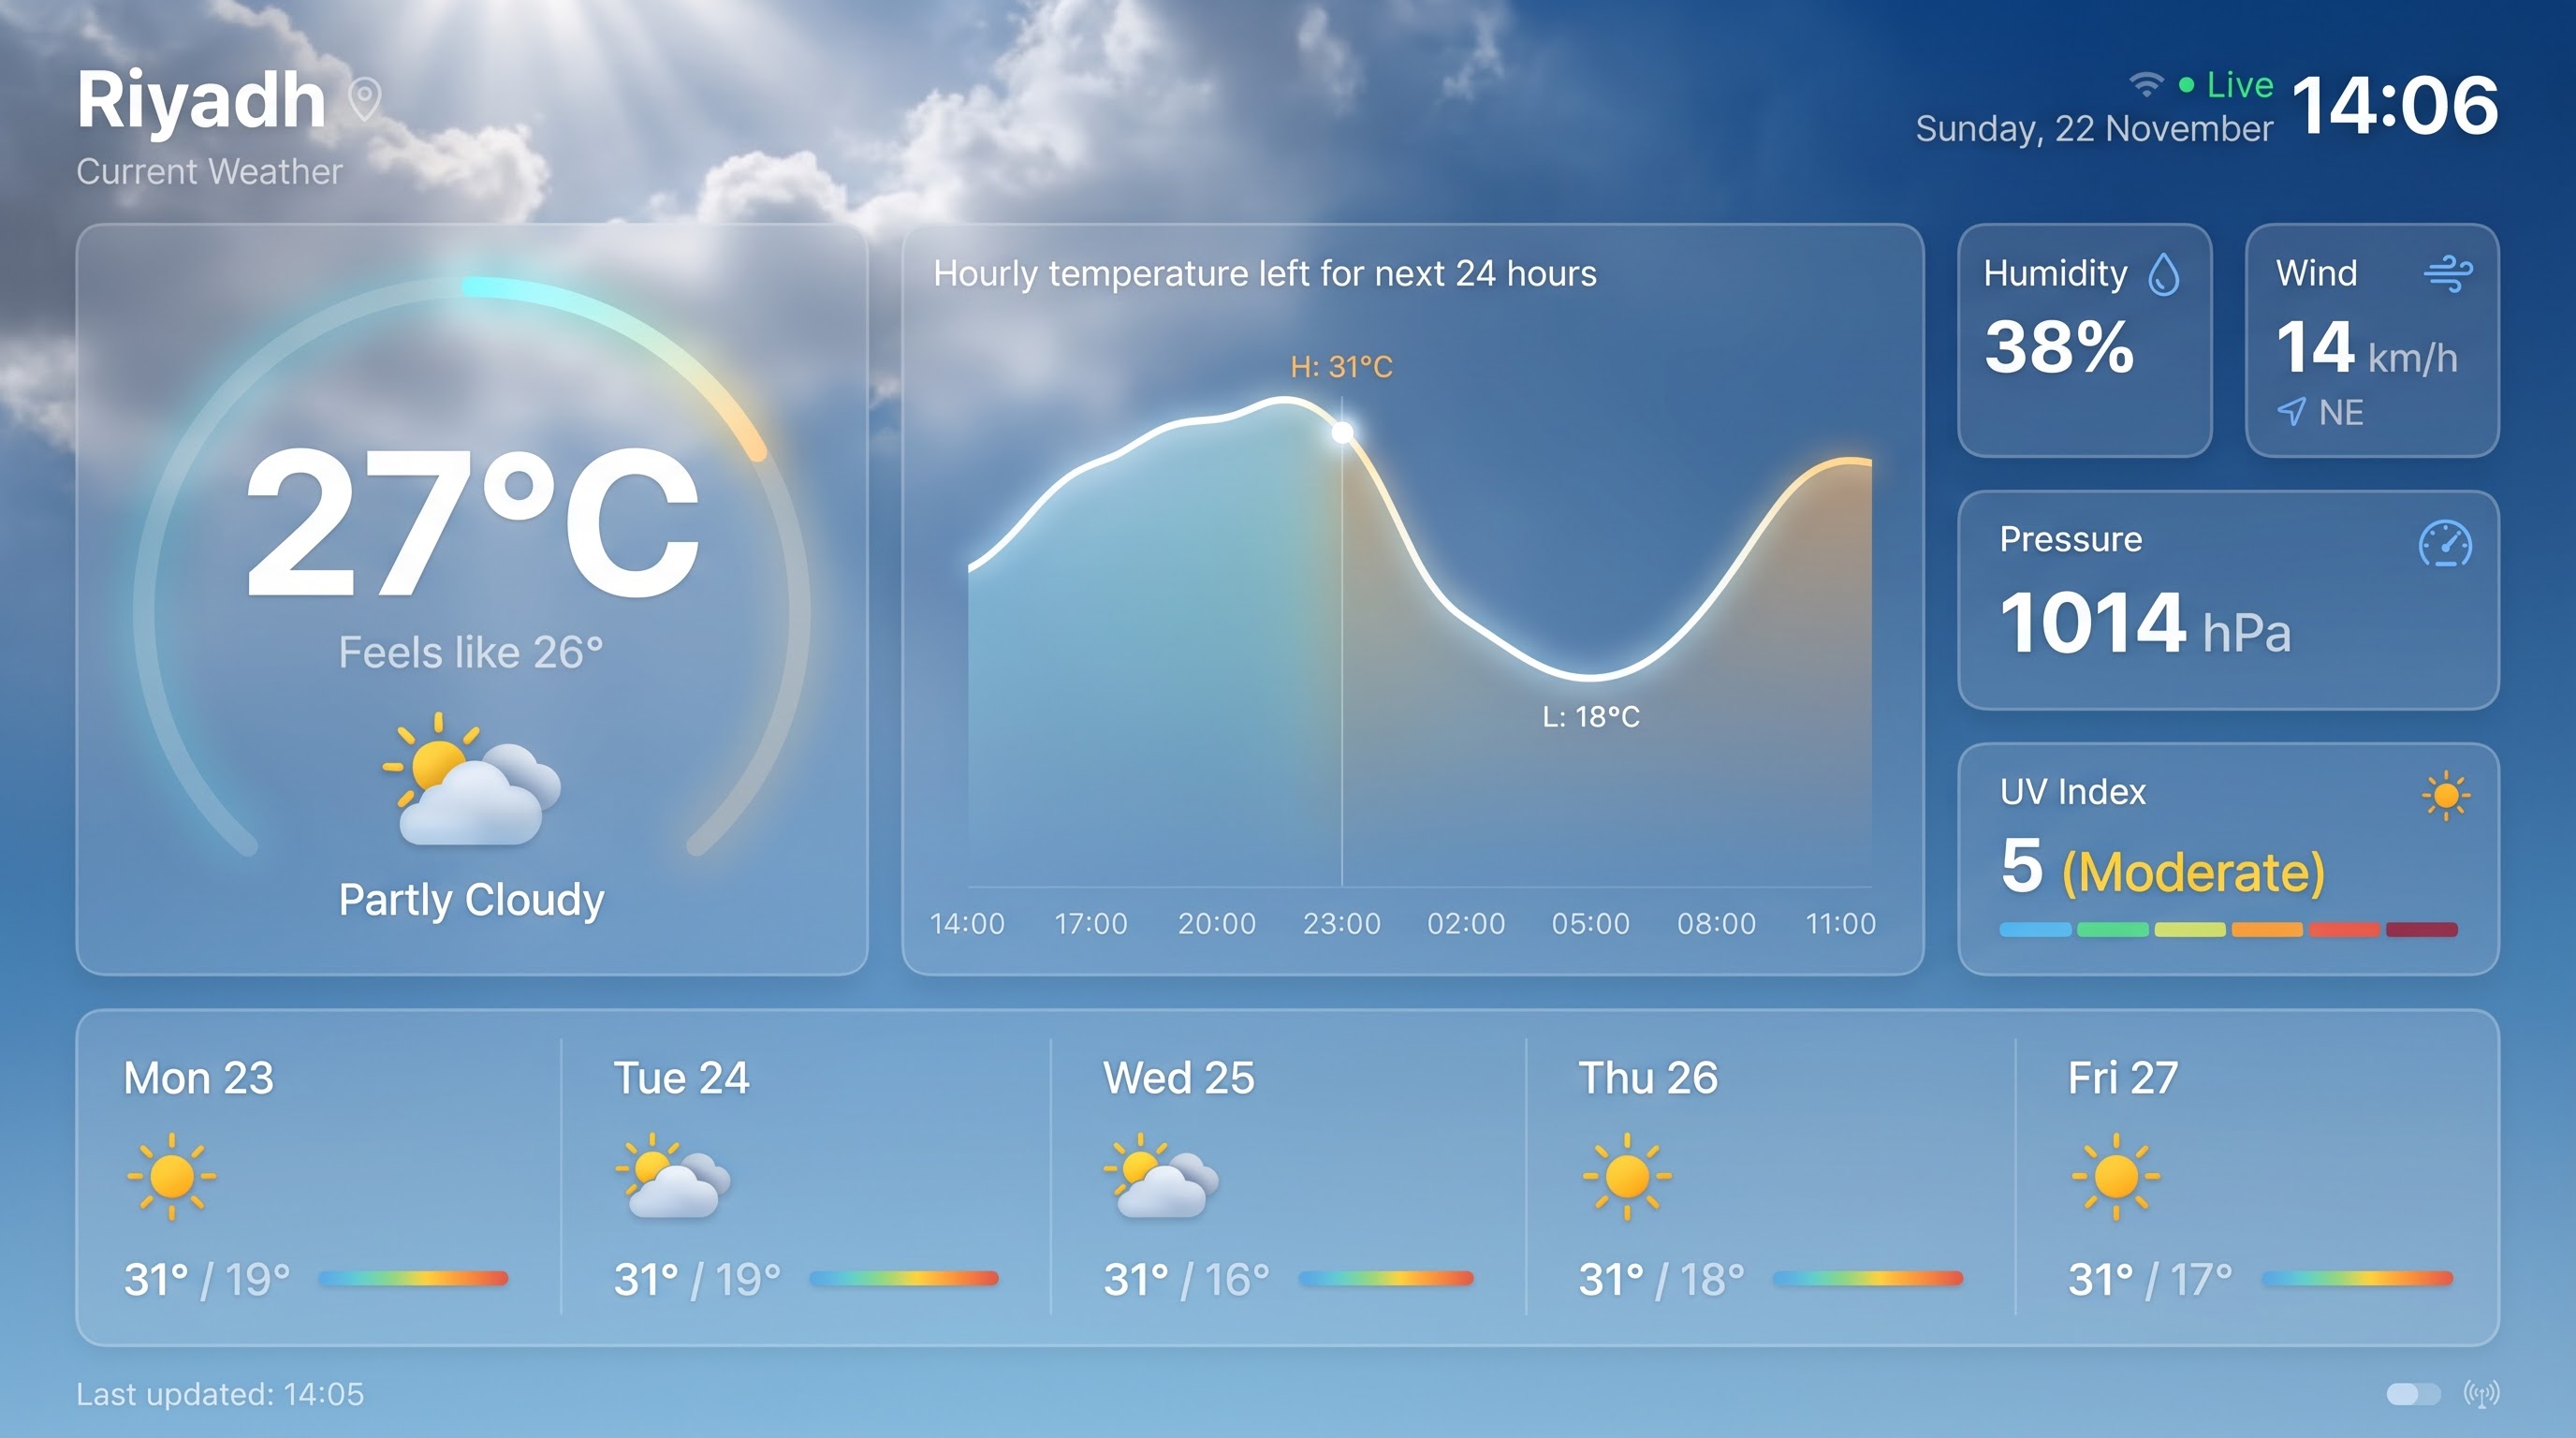 Riyadh
Current Weather
Live
Sunday, 22 November
14:06
27°C
Feels like 26°
Partly Cloudy
Hourly temperature left for next 24 hours
H: 31°C
L: 18°C
14:00 17:00 20:00 23:00 02:00 05:00 08:00 11:00
Humidity
38%
Wind
14 km/h
NE
Pressure
1014 hPa
UV Index
5 (Moderate)
Mon 23
31° / 19°
Tue 24
31° / 19°
Wed 25
31° / 16°
Thu 26
31° / 18°
Fri 27
31° / 17°
Last updated: 14:05